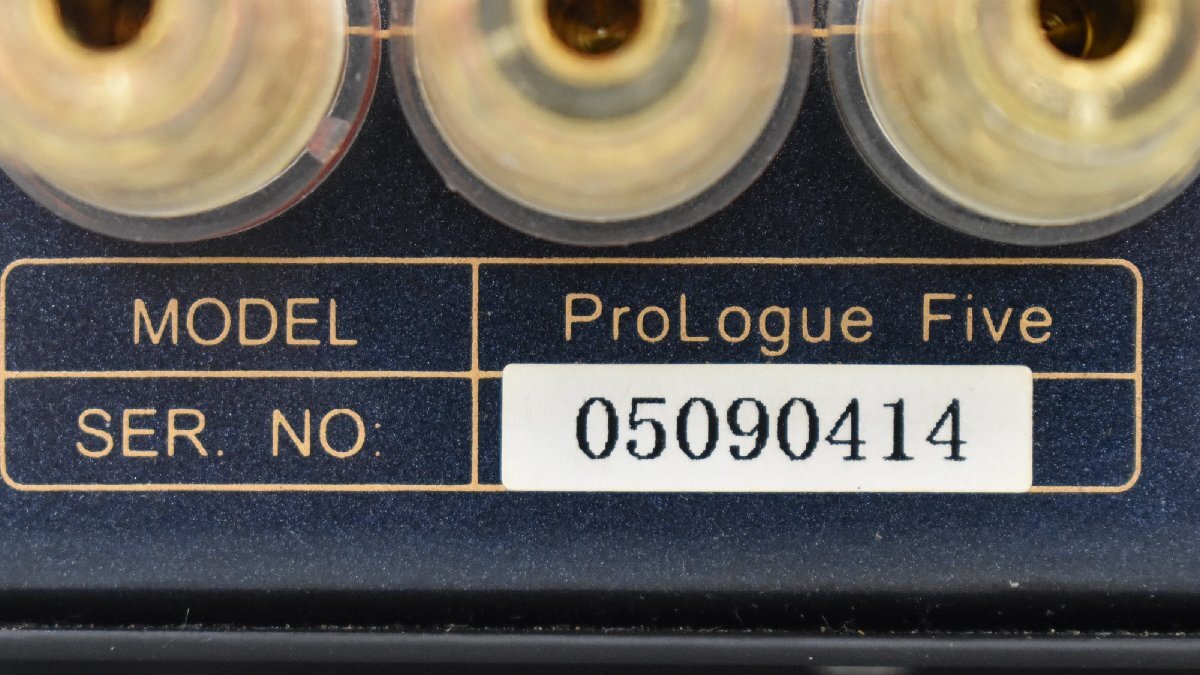 MODEL ProLogue Five
SER. NO: 05090414